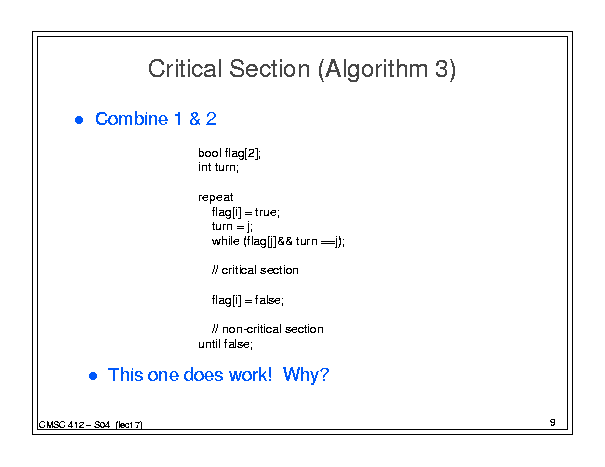 Critical Section (Algorithm 3)
● Combine 1 & 2
bool flag[2];
int turn;
repeat
flag[i] = true;
turn = j;
while (flag[j]&& turn ==j);
// critical section
flag[i] = false;
// non-critical section
until false;
● This one does work!  Why?
CMSC 412 – S04 (lect 7)
9